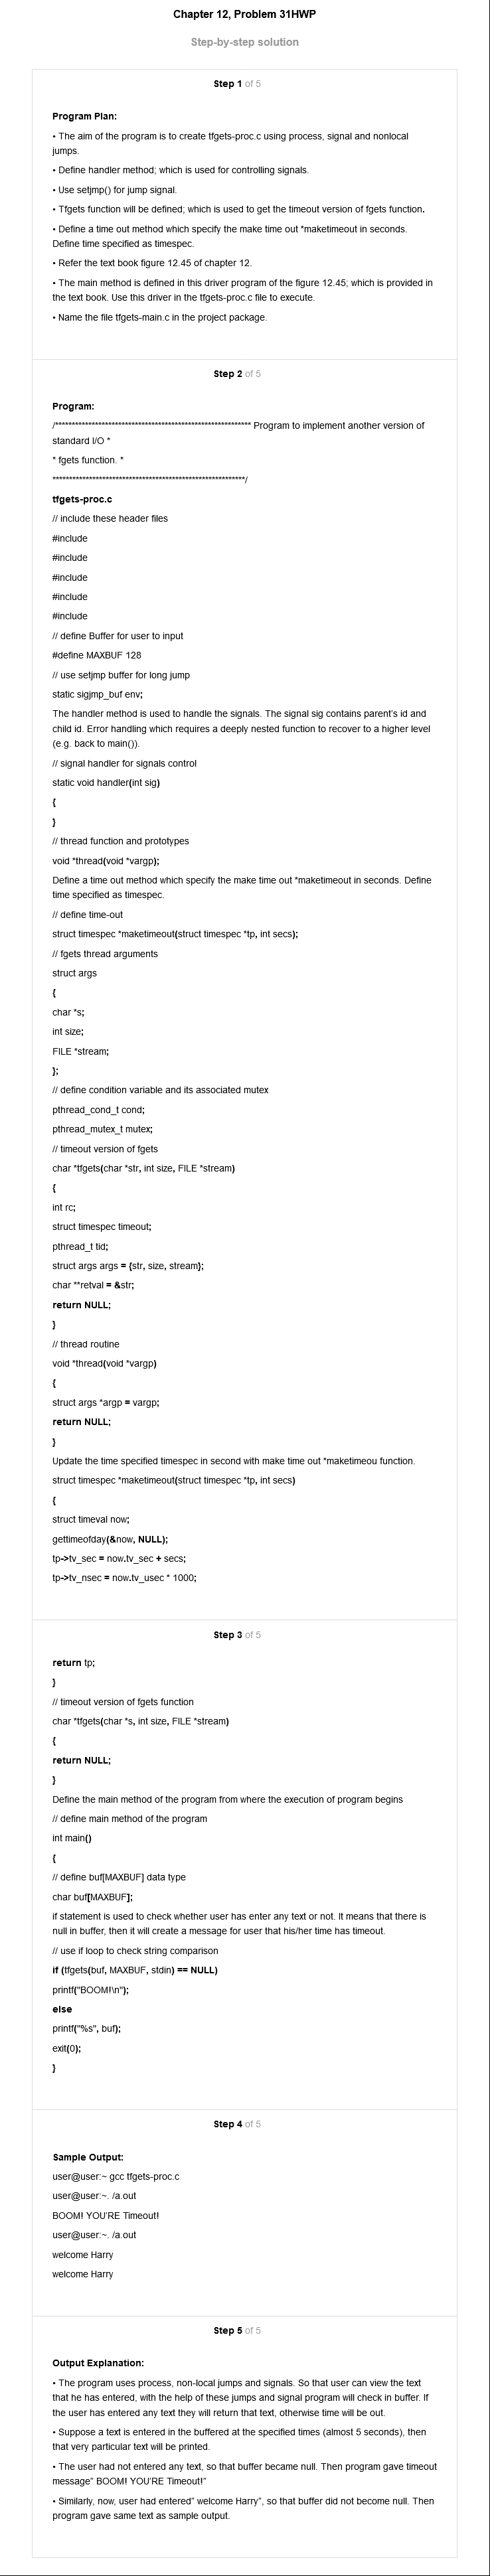 Chapter 12, Problem 31HWP
Step-by-step solution
Step 1 of 5
Program Plan:
• The aim of the program is to create tfgets-proc.c using process, signal and nonlocal
jumps.
• Define handler method; which is used for controlling signals.
• Use setjmp() for jump signal.
• Tfgets function will be defined; which is used to get the timeout version of fgets function.
• Define a time out method which specify the make time out *maketimeout in seconds.
Define time specified as timespec.
• Refer the text book figure 12.45 of chapter 12.
• The main method is defined in this driver program of the figure 12.45; which is provided in
the text book. Use this driver in the tfgets-proc.c file to execute.
• Name the file tfgets-main.c in the project package.
Step 2 of 5
Program:
/*********************************************************** Program to implement another version of
standard I/O *
* fgets function. *
**********************************************************/
tfgets-proc.c
// include these header files
#include
#include
#include
#include
#include
// define Buffer for user to input
#define MAXBUF 128
// use setjmp buffer for long jump
static sigjmp_buf env;
The handler method is used to handle the signals. The signal sig contains parent's id and
child id. Error handling which requires a deeply nested function to recover to a higher level
(e.g. back to main()).
// signal handler for signals control
static void handler(int sig)
{
}
// thread function and prototypes
void *thread(void *vargp);
Define a time out method which specify the make time out *maketimeout in seconds. Define
time specified as timespec.
// define time-out
struct timespec *maketimeout(struct timespec *tp, int secs);
// fgets thread arguments
struct args
{
char *s;
int size;
FILE *stream;
};
// define condition variable and its associated mutex
pthread_cond_t cond;
pthread_mutex_t mutex;
// timeout version of fgets
char *tfgets(char *str, int size, FILE *stream)
{
int rc;
struct timespec timeout;
pthread_t tid;
struct args args = {str, size, stream};
char **retval = &str;
return NULL;
}
// thread routine
void *thread(void *vargp)
{
struct args *argp = vargp;
return NULL;
}
Update the time specified timespec in second with make time out *maketimeou function.
struct timespec *maketimeout(struct timespec *tp, int secs)
{
struct timeval now;
gettimeofday(&now, NULL);
tp->tv_sec = now.tv_sec + secs;
tp->tv_nsec = now.tv_usec * 1000;
Step 3 of 5
return tp;
}
// timeout version of fgets function
char *tfgets(char *s, int size, FILE *stream)
{
return NULL;
}
Define the main method of the program from where the execution of program begins
// define main method of the program
int main()
{
// define buf[MAXBUF] data type
char buf[MAXBUF];
if statement is used to check whether user has enter any text or not. It means that there is
null in buffer, then it will create a message for user that his/her time has timeout.
// use if loop to check string comparison
if (tfgets(buf, MAXBUF, stdin) == NULL)
printf("BOOM!\n");
else
printf("%s", buf);
exit(0);
}
Step 4 of 5
Sample Output:
user@user:~ gcc tfgets-proc.c
user@user:~. /a.out
BOOM! YOU'RE Timeout!
user@user:~. /a.out
welcome Harry
welcome Harry
Step 5 of 5
Output Explanation:
• The program uses process, non-local jumps and signals. So that user can view the text
that he has entered, with the help of these jumps and signal program will check in buffer. If
the user has entered any text they will return that text, otherwise time will be out.
• Suppose a text is entered in the buffered at the specified times (almost 5 seconds), then
that very particular text will be printed.
• The user had not entered any text, so that buffer became null. Then program gave timeout
message" BOOM! YOU'RE Timeout!"
• Similarly, now, user had entered" welcome Harry", so that buffer did not become null. Then
program gave same text as sample output.